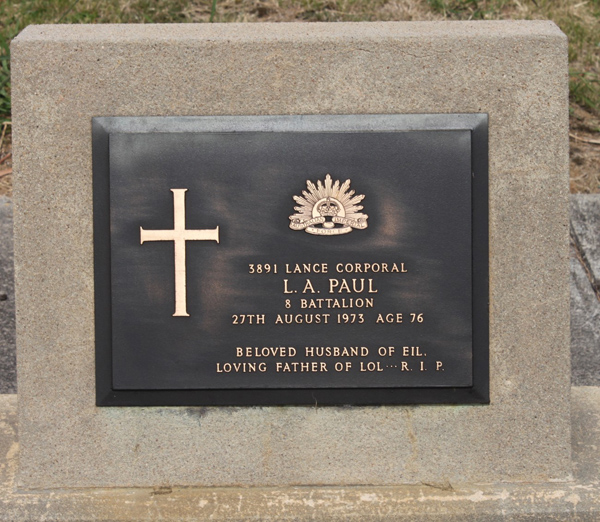 3891 LANCE CORPORAL
L. A. PAUL
8 BATTALION
27TH AUGUST 1973 AGE 76
BELOVED HUSBAND OF EIL.
LOVING FATHER OF LOL ··· R. I. P.